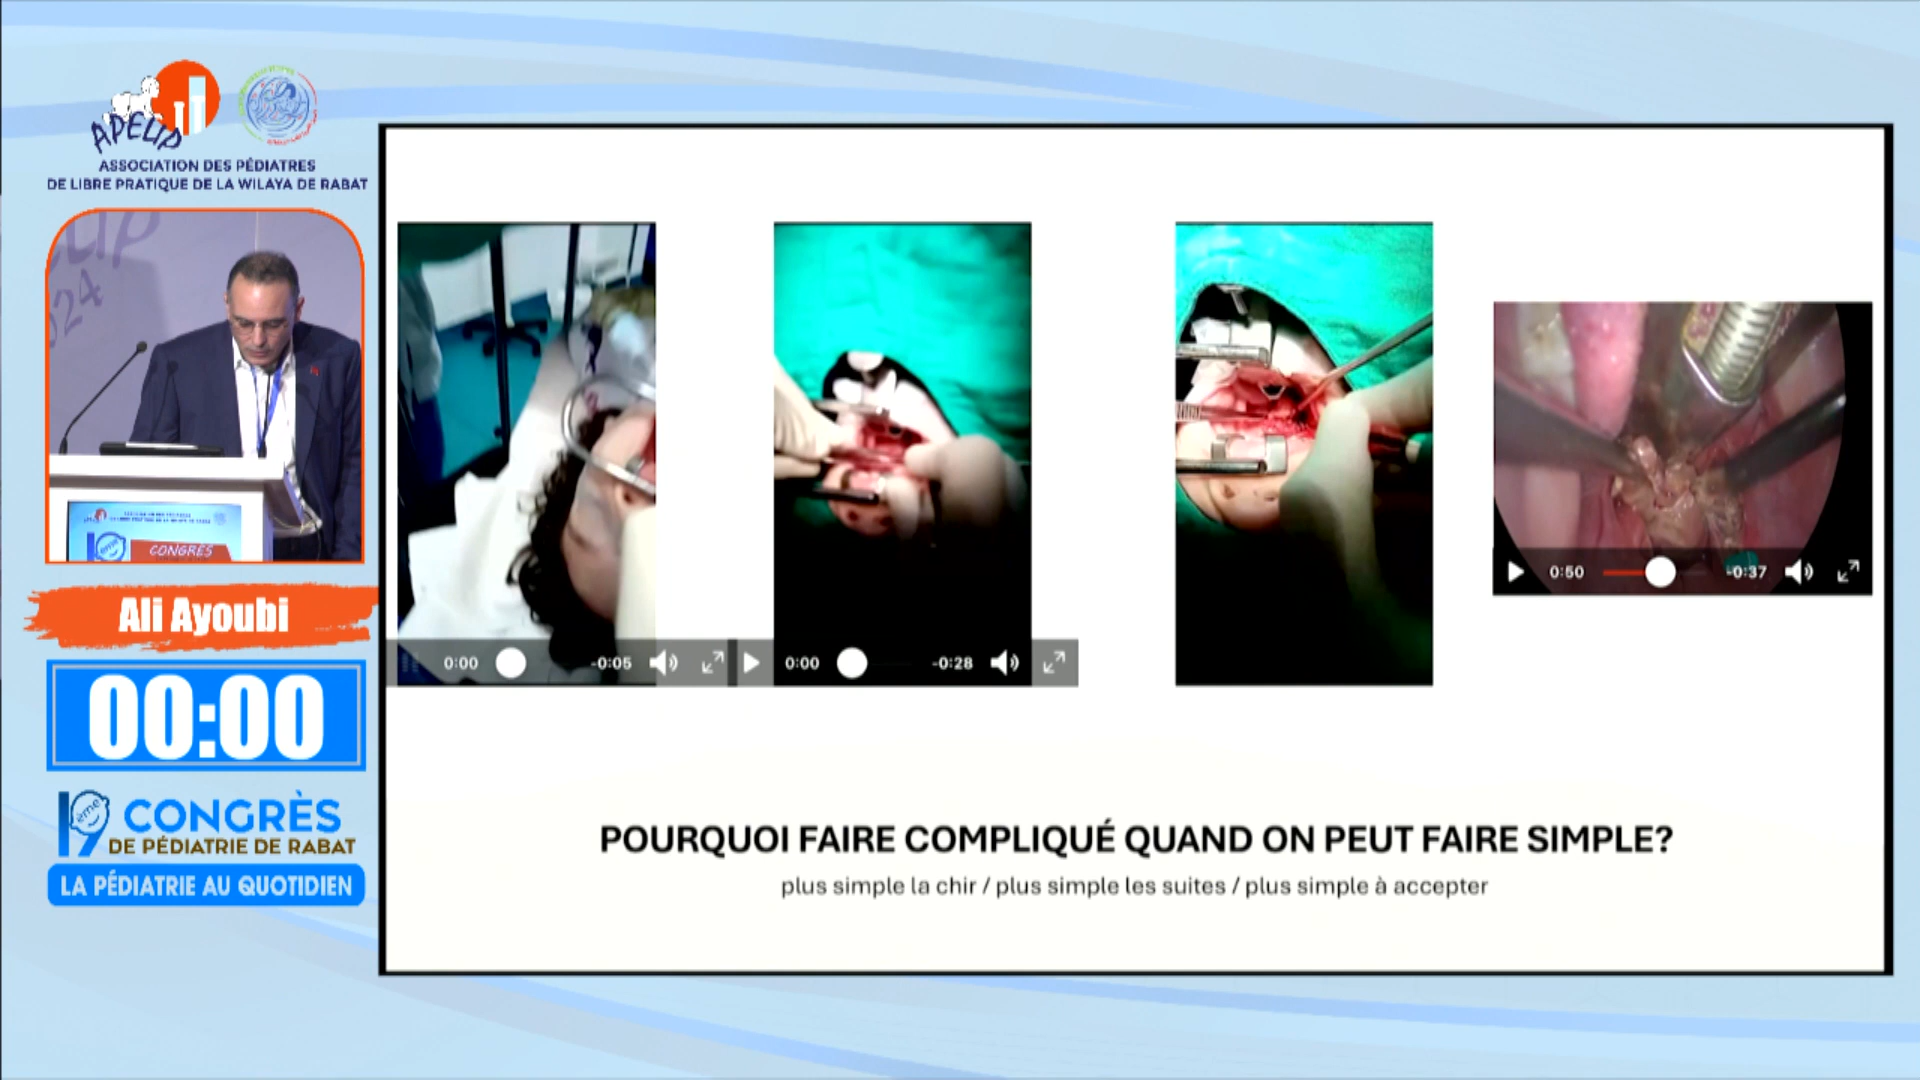 APELIP
ASSOCIATION DES PÉDIATRES
DE LIBRE PRATIQUE DE LA WILAYA DE RABAT
CONGRÈS
Ali Ayoubi
00:00
19ème CONGRÈS
DE PÉDIATRIE DE RABAT
LA PÉDIATRIE AU QUOTIDIEN
0:00
-0:05
0:00
-0:28
0:50
-0:37
POURQUOI FAIRE COMPLIQUÉ QUAND ON PEUT FAIRE SIMPLE?
plus simple la chir / plus simple les suites / plus simple à accepter